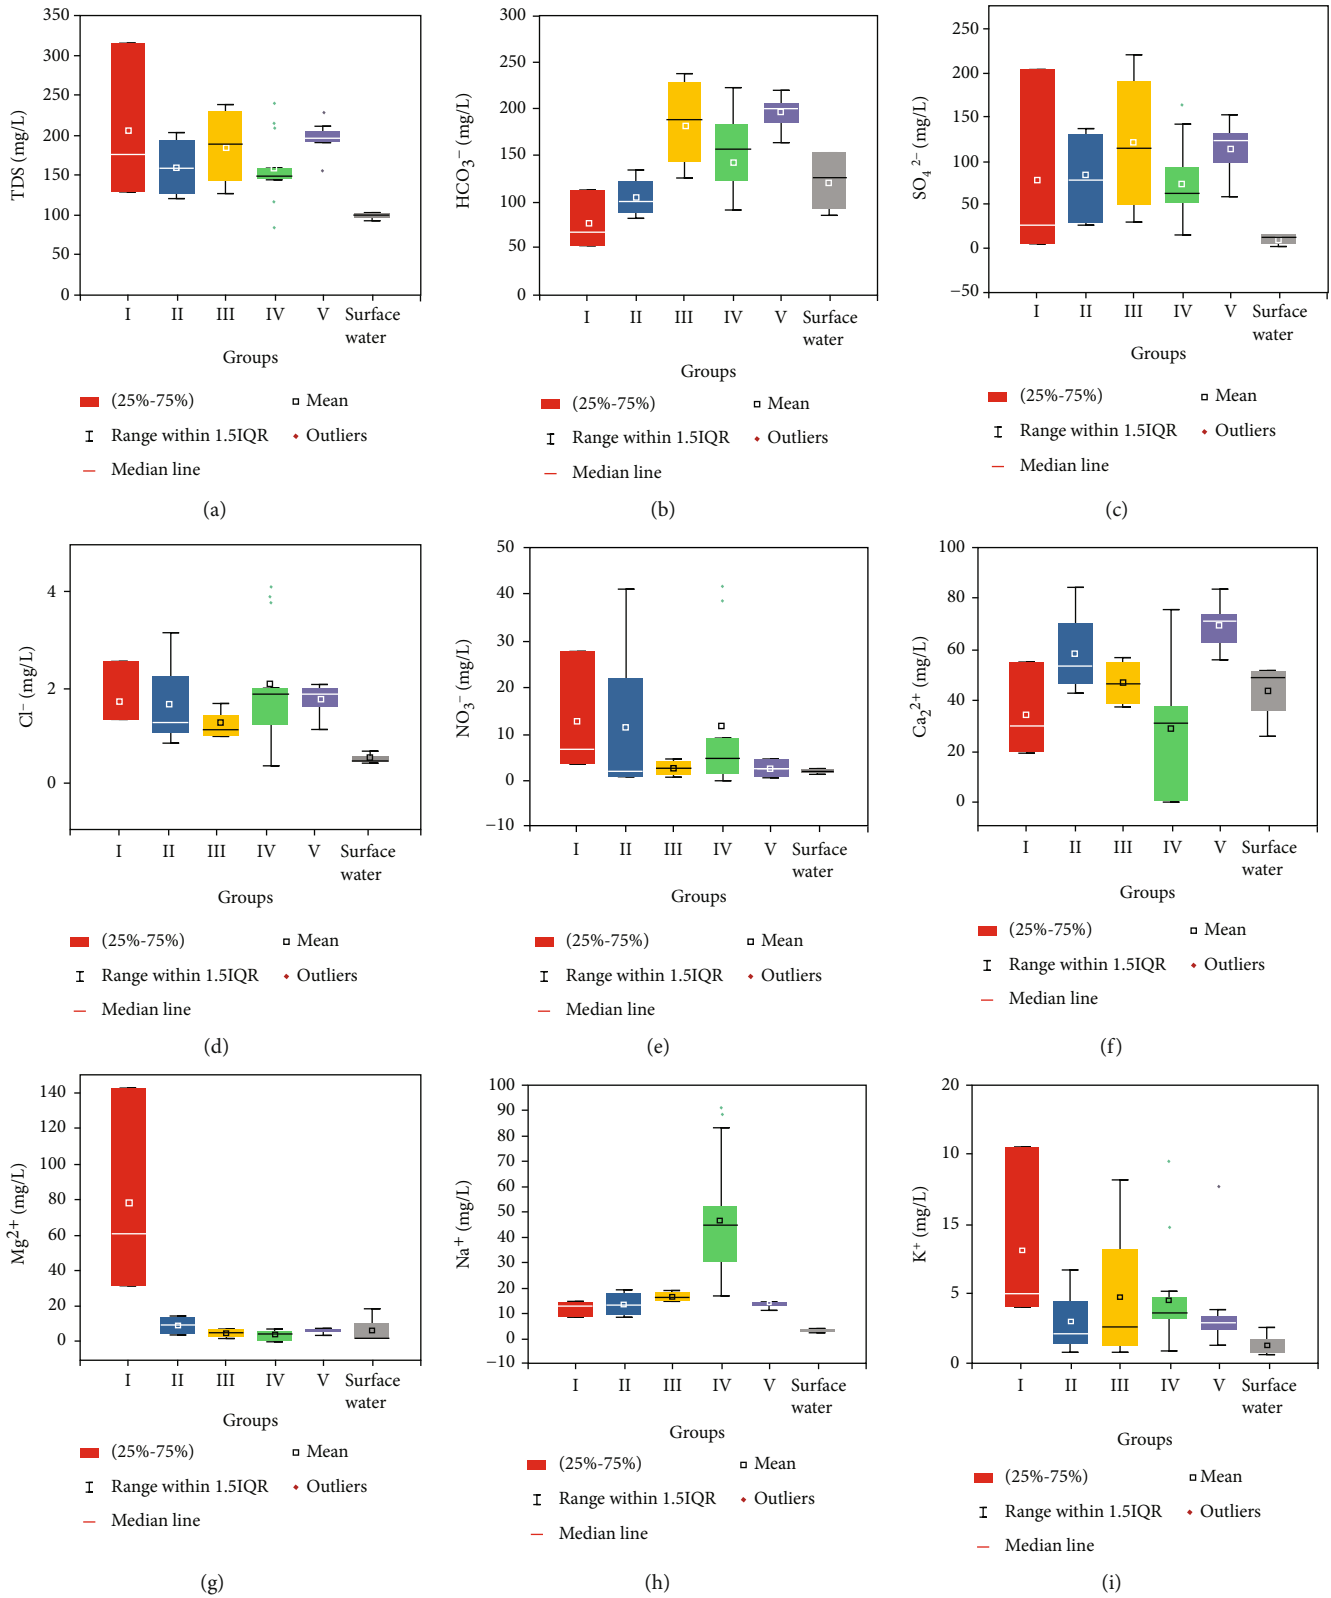 TDS (mg/L)
350
300
250
200
150
100
50
0
I II III IV V Surface
water
Groups
(25%-75%) Mean
Range within 1.5IQR Outliers
Median line
(a)
HCO₃⁻ (mg/L)
300
250
200
150
100
50
0
I II III IV V Surface
water
Groups
(25%-75%) Mean
Range within 1.5IQR Outliers
Median line
(b)
SO₄²⁻ (mg/L)
250
200
150
100
50
0
−50
I II III IV V Surface
water
Groups
(25%-75%) Mean
Range within 1.5IQR Outliers
Median line
(c)
Cl⁻ (mg/L)
4
2
0
I II III IV V Surface
water
Groups
(25%-75%) Mean
Range within 1.5IQR Outliers
Median line
(d)
NO₃⁻ (mg/L)
50
40
30
20
10
0
−10
I II III IV V Surface
water
Groups
(25%-75%) Mean
Range within 1.5IQR Outliers
Median line
(e)
Ca₂²⁺ (mg/L)
100
80
60
40
20
0
I II III IV V Surface
water
Groups
(25%-75%) Mean
Range within 1.5IQR Outliers
Median line
(f)
Mg²⁺ (mg/L)
140
120
100
80
60
40
20
0
I II III IV V Surface
water
Groups
(25%-75%) Mean
Range within 1.5IQR Outliers
Median line
(g)
Na⁺ (mg/L)
100
90
80
70
60
50
40
30
20
10
0
−10
I II III IV V Surface
water
Groups
(25%-75%) Mean
Range within 1.5IQR Outliers
Median line
(h)
K⁺ (mg/L)
20
10
15
5
0
I II III IV V Surface
water
Groups
(25%-75%) Mean
Range within 1.5IQR Outliers
Median line
(i)